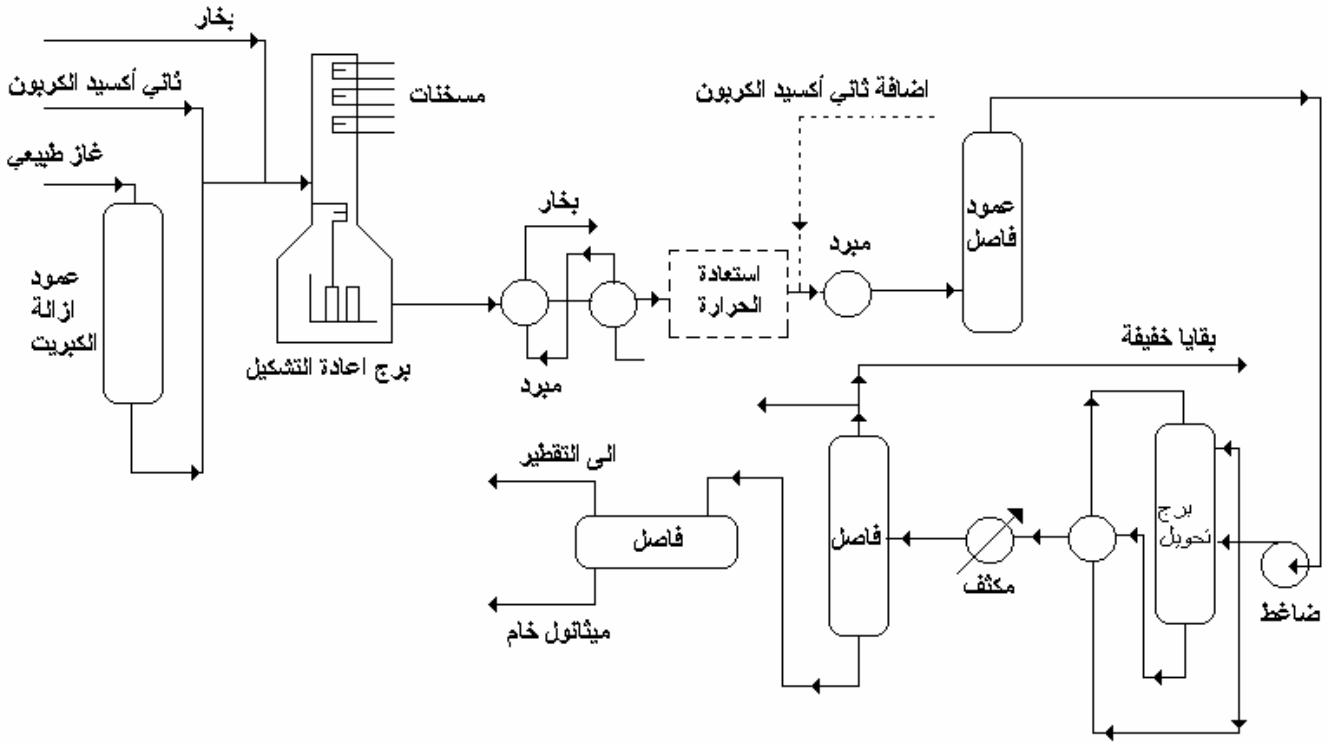 بخار
ثاني أكسيد الكربون
غاز طبيعي
عمود
ازالة
الكبريت
مسخنات
برج اعادة التشكيل
بخار
مبرد
استعادة
الحرارة
اضافة ثاني أكسيد الكربون
مبرد
عمود
فاصل
بقايا خفيفة
برج
تحويل
ضاغط
مكثف
فاصل
فاصل
الى التقطير
ميثانول خام